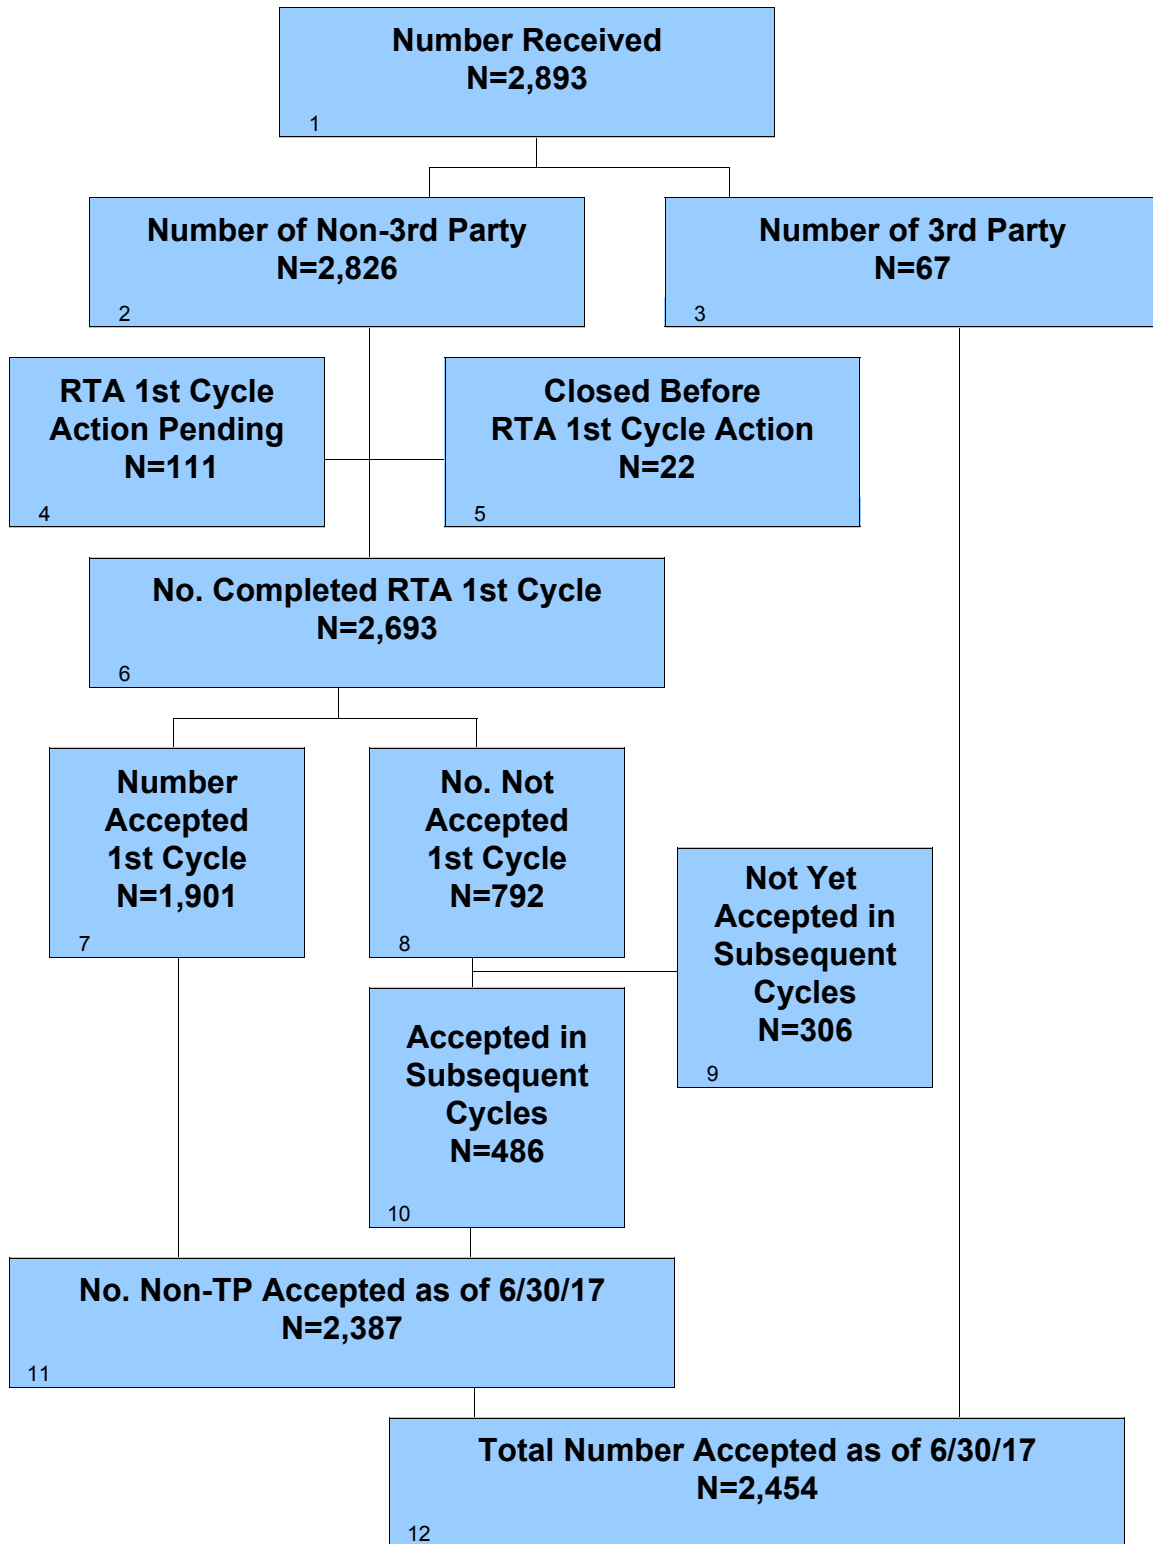 Number Received
N=2,893
1
Number of Non-3rd Party
N=2,826
2
Number of 3rd Party
N=67
3
RTA 1st Cycle
Action Pending
N=111
4
Closed Before
RTA 1st Cycle Action
N=22
5
No. Completed RTA 1st Cycle
N=2,693
6
Number
Accepted
1st Cycle
N=1,901
7
No. Not
Accepted
1st Cycle
N=792
8
Not Yet
Accepted in
Subsequent
Cycles
N=306
9
Accepted in
Subsequent
Cycles
N=486
10
No. Non-TP Accepted as of 6/30/17
N=2,387
11
Total Number Accepted as of 6/30/17
N=2,454
12